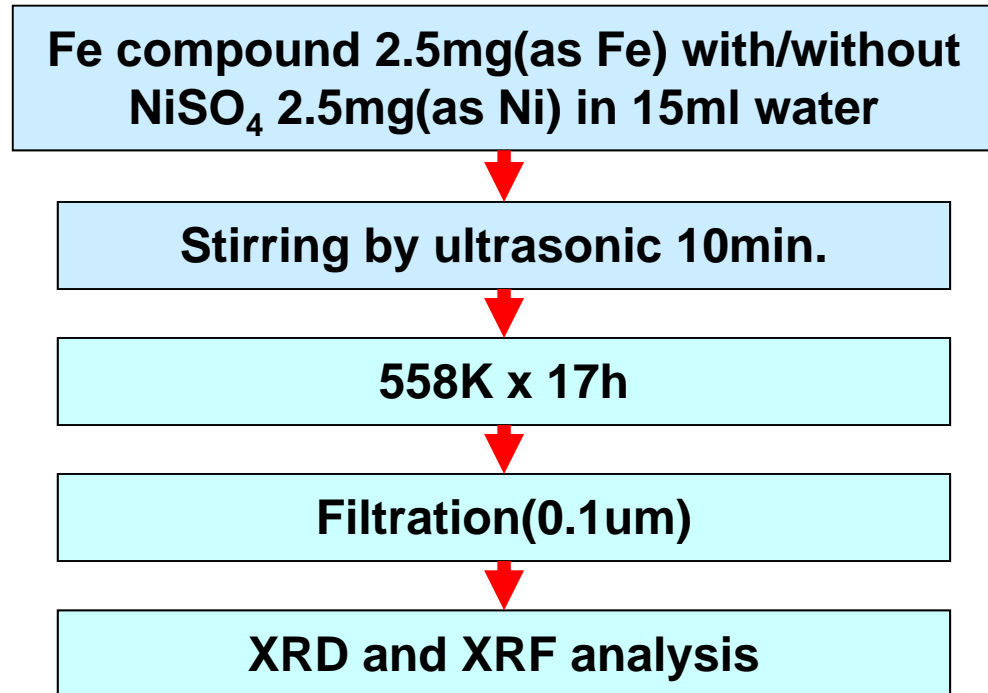 Fe compound 2.5mg(as Fe) with/without
NiSO₄ 2.5mg(as Ni) in 15ml water
Stirring by ultrasonic 10min.
558K x 17h
Filtration(0.1um)
XRD and XRF analysis